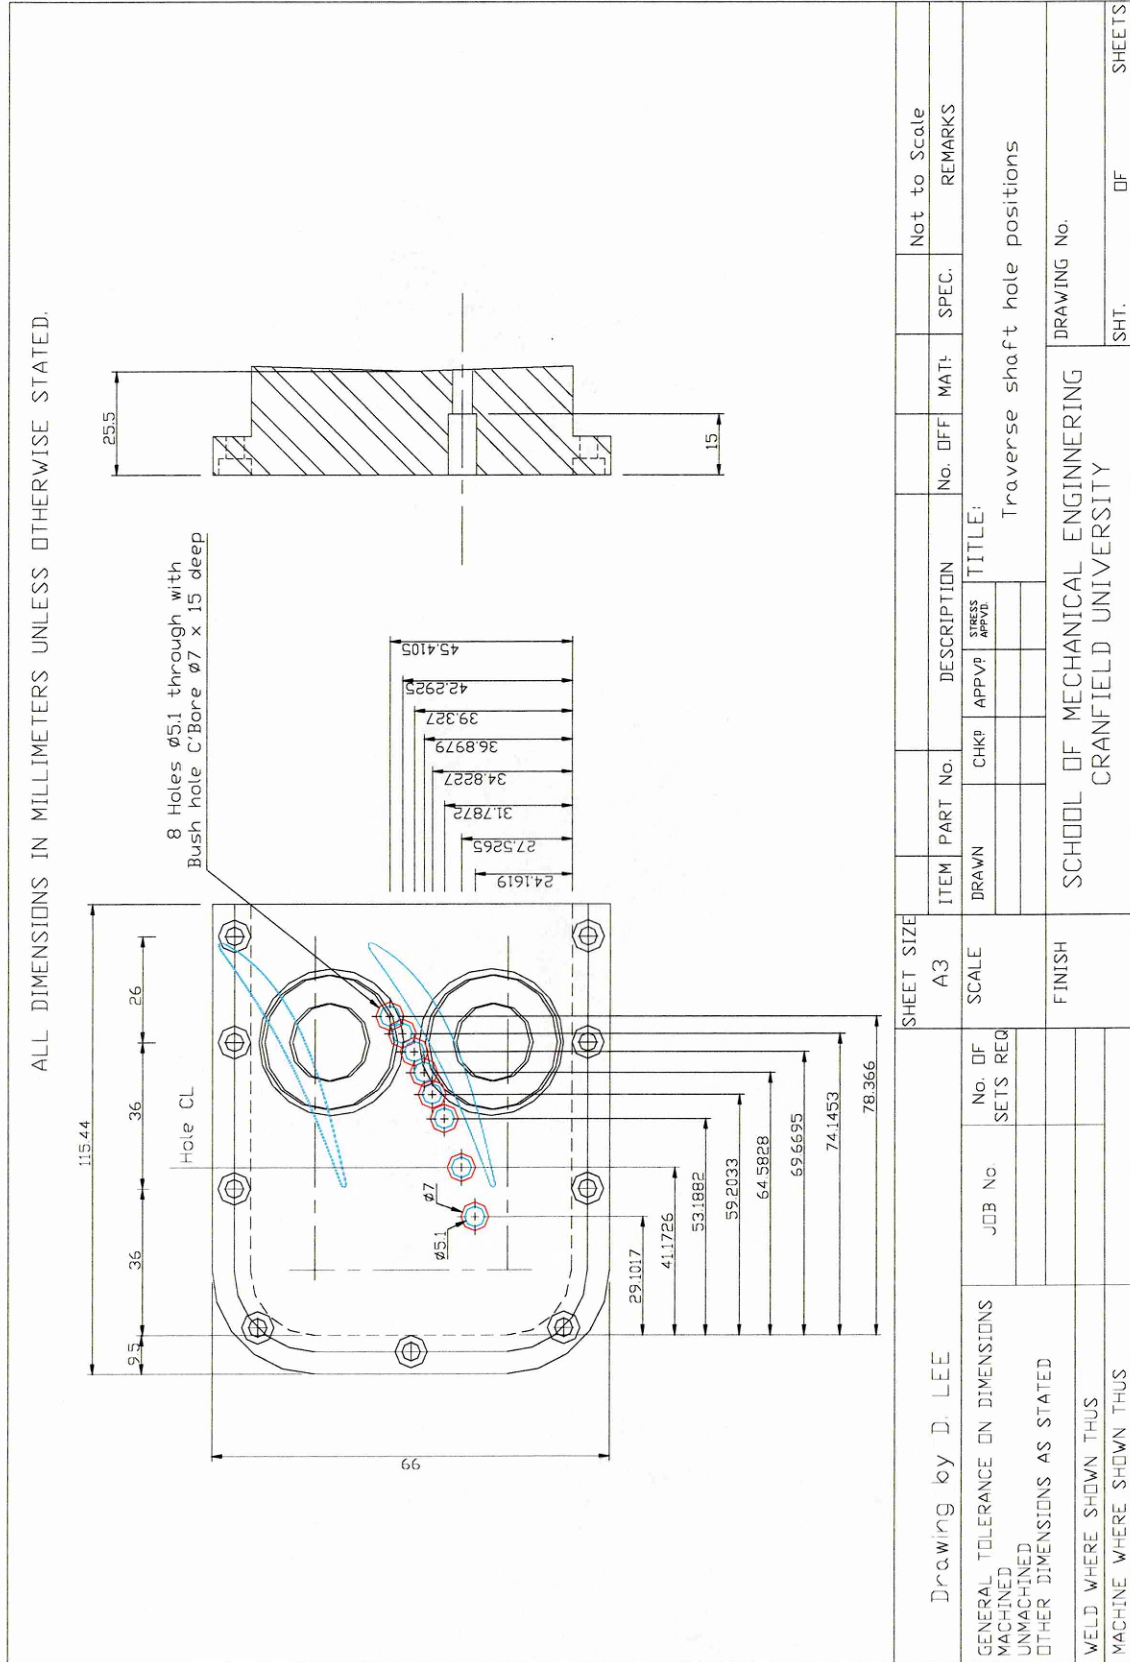 ALL DIMENSIONS IN MILLIMETERS UNLESS OTHERWISE STATED.
115.44
9.5
36
36
26
Hole CL
8 Holes ø5.1 through with
Bush hole C'Bore ø7 x 15 deep
25.5
15
66
ø5.1
ø7
24.1619
27.5265
31.7872
34.8227
36.8979
39.327
42.2925
45.4105
29.1017
41.1726
53.1882
59.2033
64.5828
69.6695
74.1453
78.366
Drawing by D. LEE
SHEET SIZE
A3
ITEM
PART No.
DESCRIPTION
No. OFF
MAT!
SPEC.
Not to Scale
REMARKS
GENERAL TOLERANCE ON DIMENSIONS
MACHINED
UNMACHINED
OTHER DIMENSIONS AS STATED
WELD WHERE SHOWN THUS
MACHINE WHERE SHOWN THUS
JOB No.
No. OF
SETS REQ
SCALE
FINISH
DRAWN
CHKD
APPVD
STRESS
APPVD.
TITLE:
Traverse shaft hole positions
SCHOOL OF MECHANICAL ENGINNERING
CRANFIELD UNIVERSITY
DRAWING No.
SHT. OF SHEETS